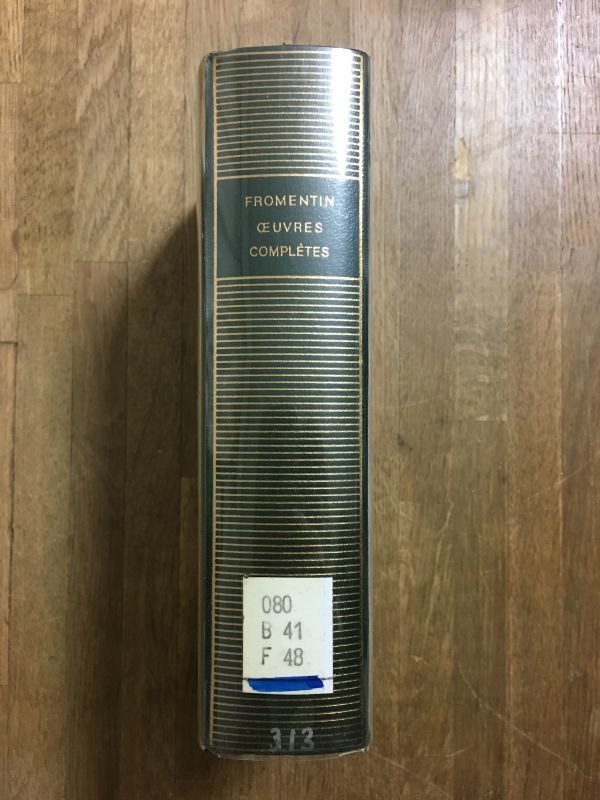 FROMENTIN
ŒUVRES
COMPLÈTES
080
B 41
F 48
313